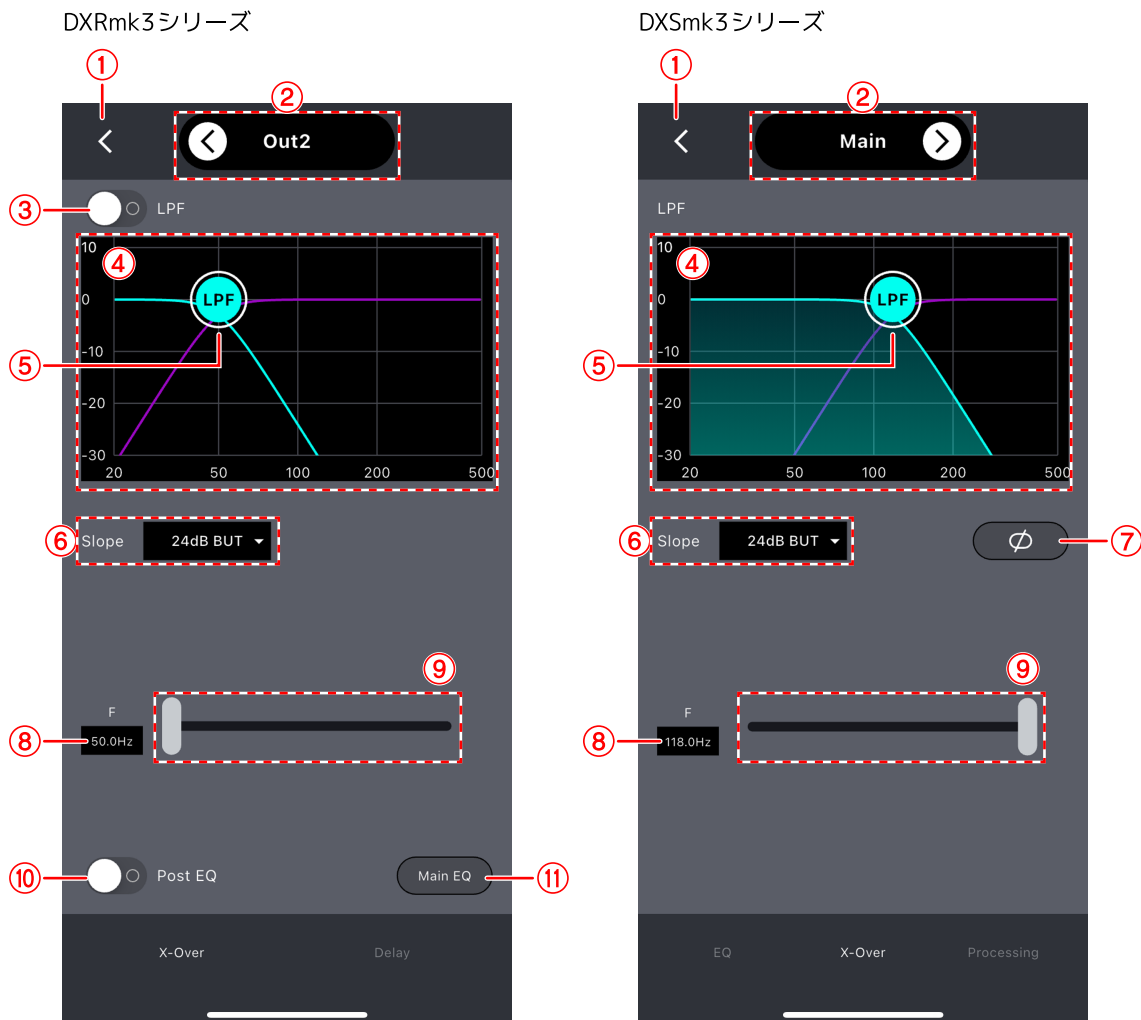 DXRmk3シリーズ
①
②
Out2
③
LPF
10
④
0
LPF
⑤
-10
-20
-30
20 50 100 200 500
⑥
Slope 24dB BUT
⑨
F
⑧
50.0Hz
⑩
Post EQ
Main EQ
⑪
X-Over Delay
DXSmk3シリーズ
①
②
Main
LPF
10
④
0
LPF
⑤
-10
-20
-30
20 50 100 200 500
⑥
Slope 24dB BUT
⑦
⑨
F
⑧
118.0Hz
EQ X-Over Processing